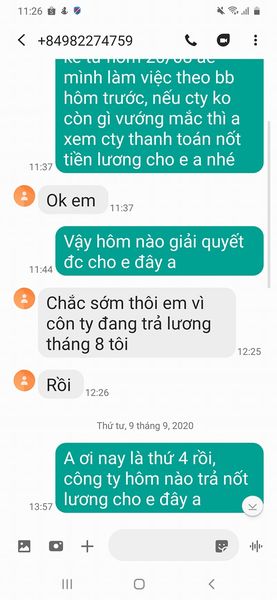 11:26
+84982274759
kể từ hôm 20/08 đề
mình làm việc theo bb
hôm trước, nếu cty ko
còn gì vướng mắc thì a
xem cty thanh toán nốt
tiền lương cho e a nhé
11:37
Ok em
11:37
Vậy hôm nào giải quyết
đc cho e đây a
11:44
Chắc sớm thôi em vì
côn ty đang trả lương
tháng 8 tôi
12:25
Rồi
12:26
Thứ tư, 9 tháng 9, 2020
A ơi nay là thứ 4 rồi,
công ty hôm nào trả nốt
lương cho e đây a
13:57